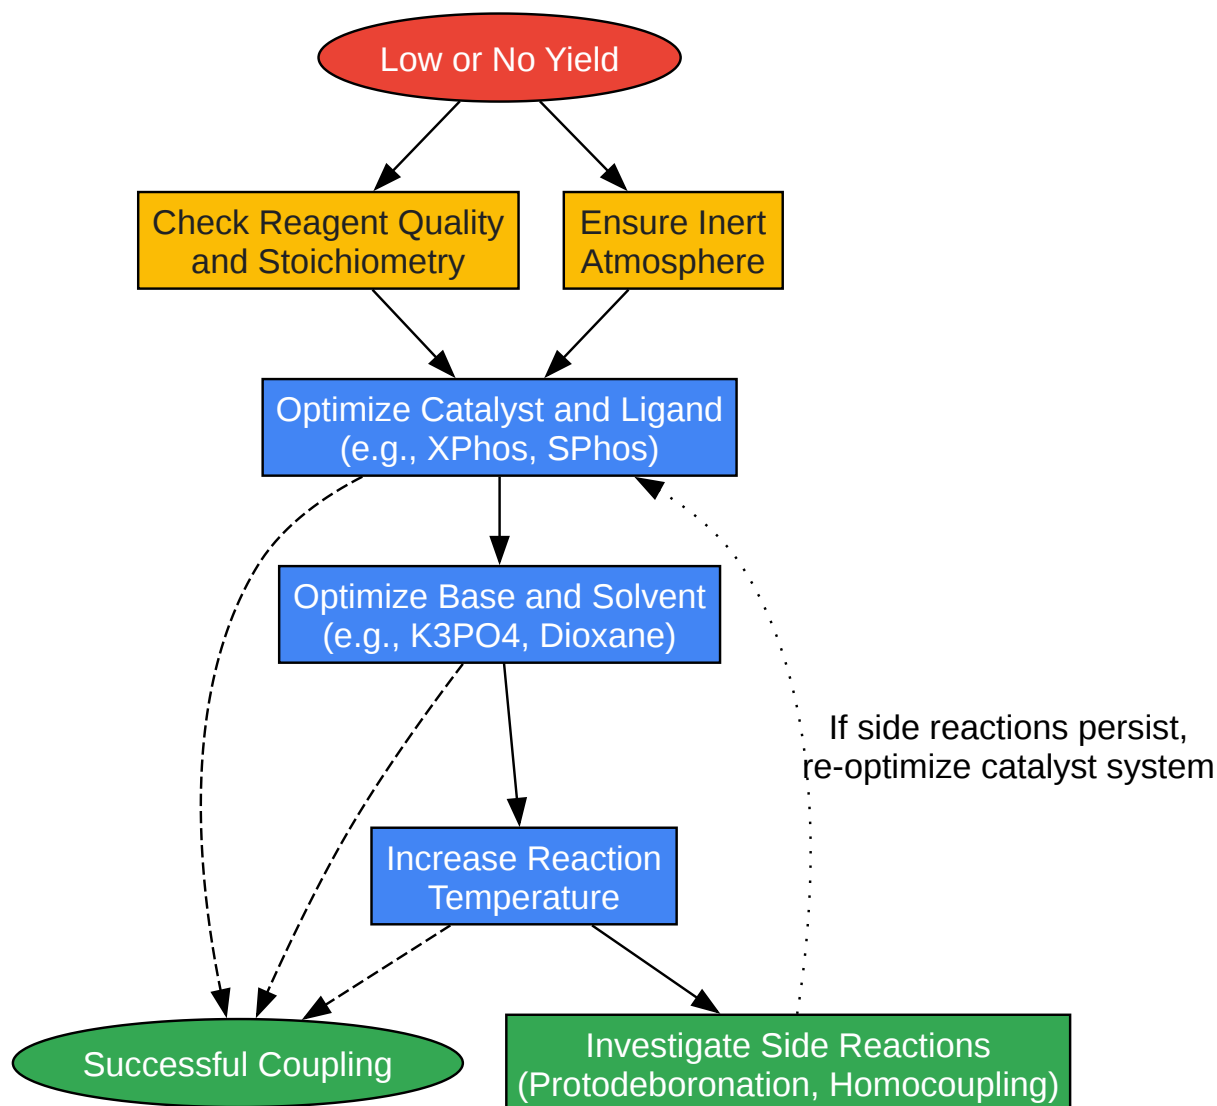 Low or No Yield
Check Reagent Quality
and Stoichiometry
Ensure Inert
Atmosphere
Optimize Catalyst and Ligand
(e.g., XPhos, SPhos)
Optimize Base and Solvent
(e.g., K3PO4, Dioxane)
If side reactions persist,
re-optimize catalyst system
Increase Reaction
Temperature
Successful Coupling
Investigate Side Reactions
(Protodeboronation, Homocoupling)